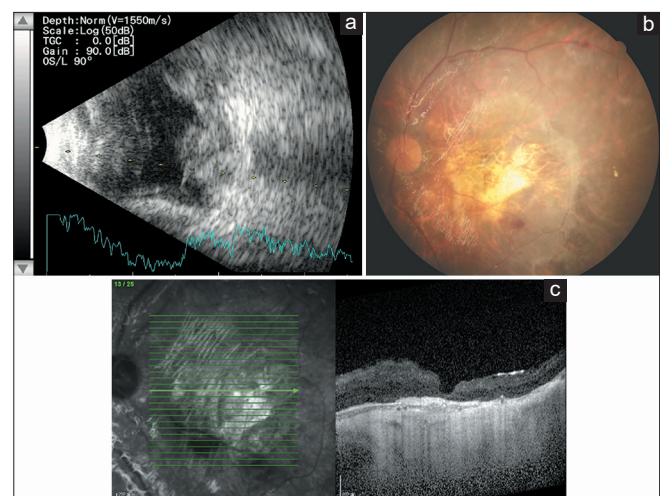 Depth:Norm(V=1550m/s)
Scale:Log(50dB)
TGC : 0.0[dB]
Gain : 90.0[dB]
OS/L 90°
a
b
13 / 25
c